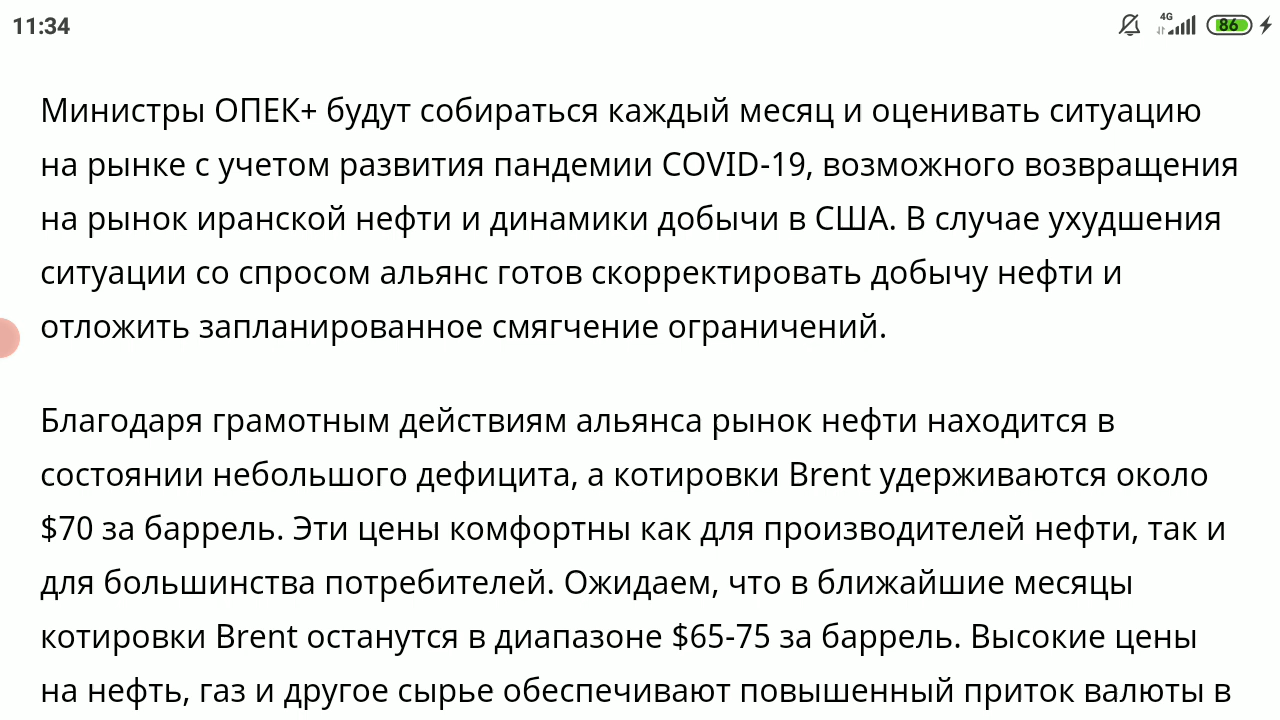 11:34
4G
86
Министры ОПЕК+ будут собираться каждый месяц и оценивать ситуацию
на рынке с учетом развития пандемии COVID-19, возможного возвращения
на рынок иранской нефти и динамики добычи в США. В случае ухудшения
ситуации со спросом альянс готов скорректировать добычу нефти и
отложить запланированное смягчение ограничений.
Благодаря грамотным действиям альянса рынок нефти находится в
состоянии небольшого дефицита, а котировки Brent удерживаются около
$70 за баррель. Эти цены комфортны как для производителей нефти, так и
для большинства потребителей. Ожидаем, что в ближайшие месяцы
котировки Brent останутся в диапазоне $65-75 за баррель. Высокие цены
на нефть, газ и другое сырье обеспечивают повышенный приток валюты в